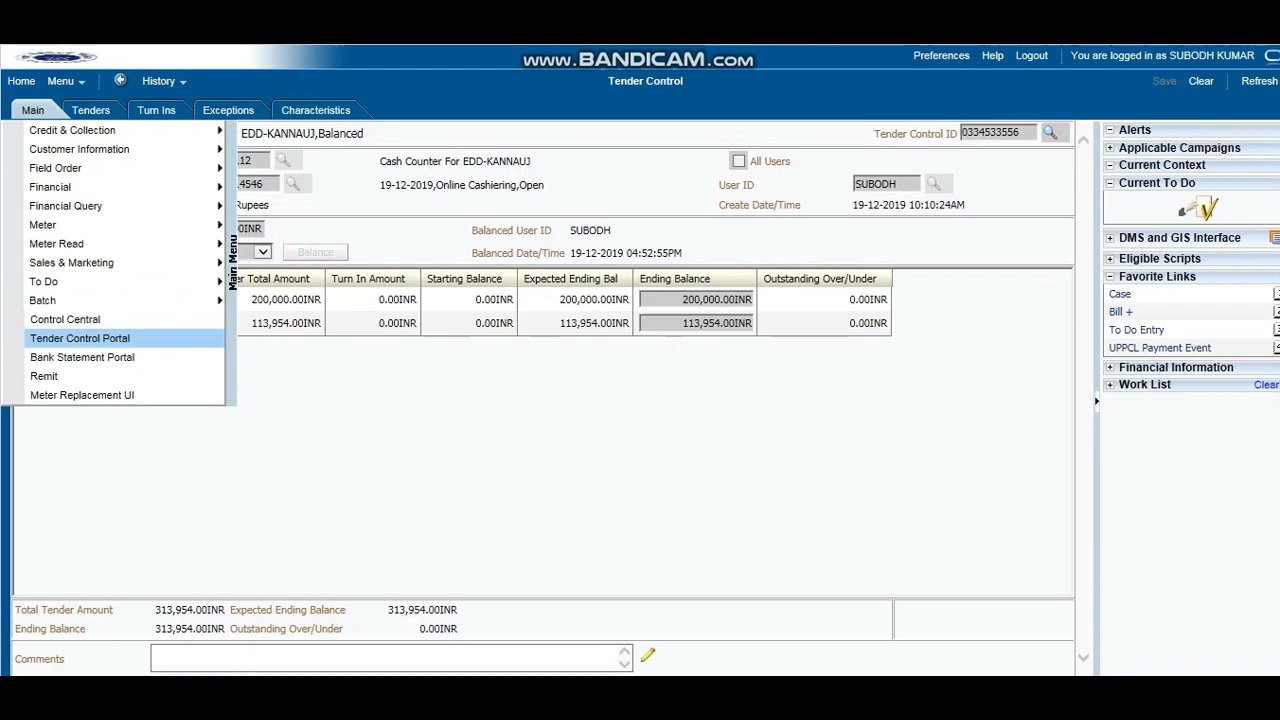 www.BANDICAM.com
Preferences Help Logout You are logged in as SUBODH KUMAR
Home Menu History Tender Control Save Clear Refresh
Main Tenders Turn Ins Exceptions Characteristics
Credit & Collection
Customer Information
Field Order
Financial
Financial Query
Meter
Meter Read
Sales & Marketing
To Do
Batch
Control Central
Tender Control Portal
Bank Statement Portal
Remit
Meter Replacement UI
Main Menu
EDD-KANNAUJ,Balanced Tender Control ID 0334533556
12 Cash Counter For EDD-KANNAUJ All Users
4546 19-12-2019,Online Cashiering,Open User ID SUBODH
Rupees Create Date/Time 19-12-2019 10:10:24AM
INR Balanced User ID SUBODH
Balance Balanced Date/Time 19-12-2019 04:52:55PM
er Total Amount Turn In Amount Starting Balance Expected Ending Bal Ending Balance Outstanding Over/Under
200,000.00INR 0.00INR 0.00INR 200,000.00INR 200,000.00INR 0.00INR
113,954.00INR 0.00INR 0.00INR 113,954.00INR 113,954.00INR 0.00INR
Total Tender Amount 313,954.00INR Expected Ending Balance 313,954.00INR
Ending Balance 313,954.00INR Outstanding Over/Under 0.00INR
Comments
Alerts
Applicable Campaigns
Current Context
Current To Do
DMS and GIS Interface
Eligible Scripts
Favorite Links
Case
Bill +
To Do Entry
UPPCL Payment Event
Financial Information
Work List Clear